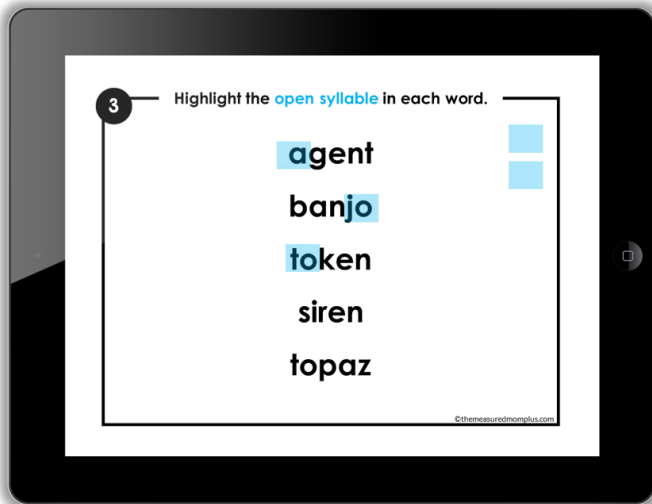 3
Highlight the open syllable in each word.
agent
banjo
token
siren
topaz
©themeasuredmomplus.com